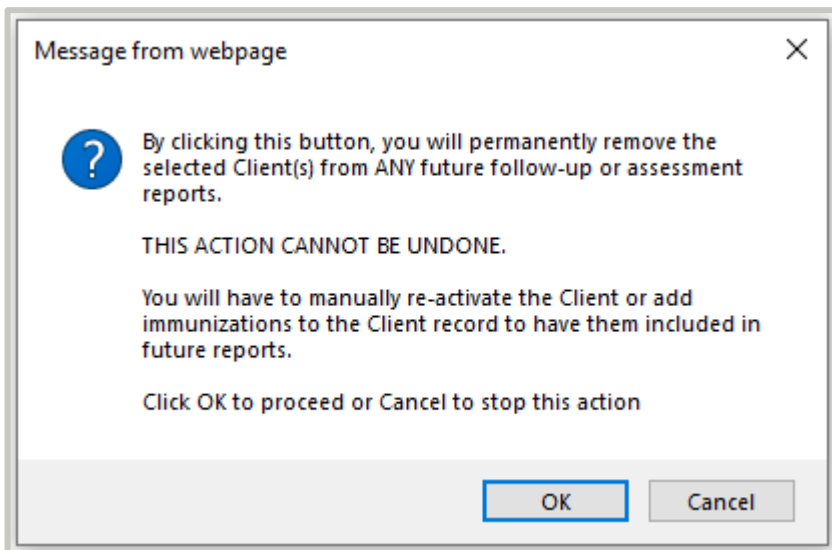 Message from webpage
By clicking this button, you will permanently remove the
selected Client(s) from ANY future follow-up or assessment
reports.
THIS ACTION CANNOT BE UNDONE.
You will have to manually re-activate the Client or add
immunizations to the Client record to have them included in
future reports.
Click OK to proceed or Cancel to stop this action
OK
Cancel